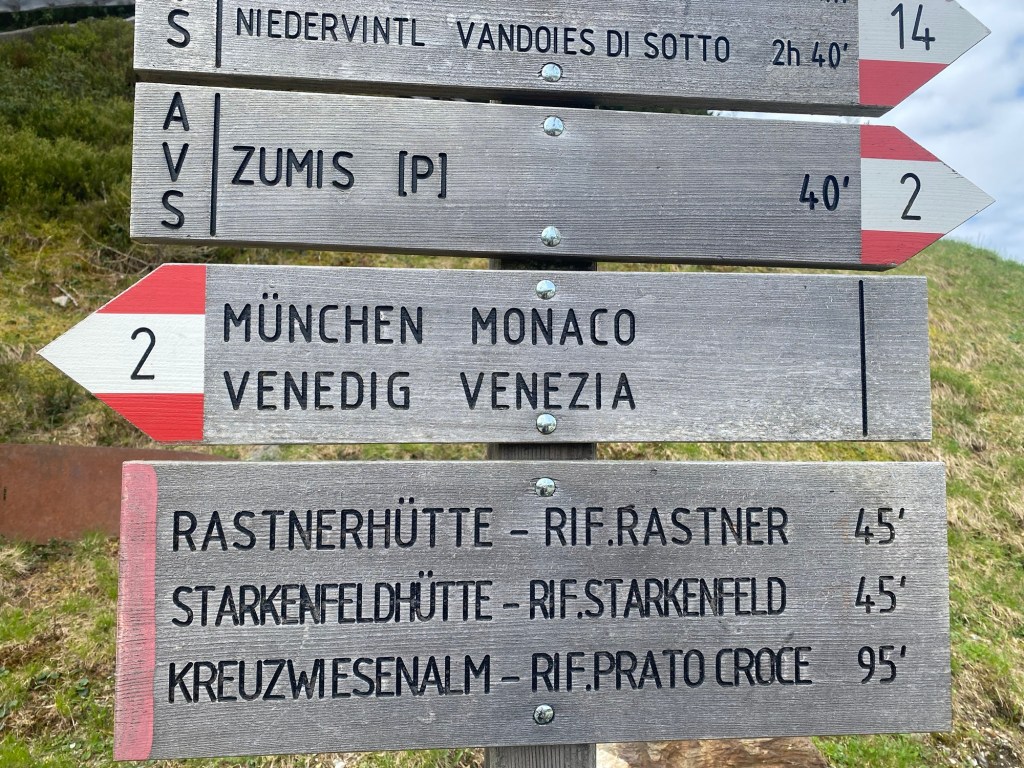 S NIEDERVINTL VANDOIES DI SOTTO 2h 40' 14
AVS ZUMIS [P] 40' 2
2 MÜNCHEN MONACO
VENEDIG VENEZIA
RASTNERHÜTTE - RIF.RASTNER 45'
STARKENFELDHÜTTE - RIF.STARKENFELD 45'
KREUZWIESENALM - RIF.PRATO CROCE 95'